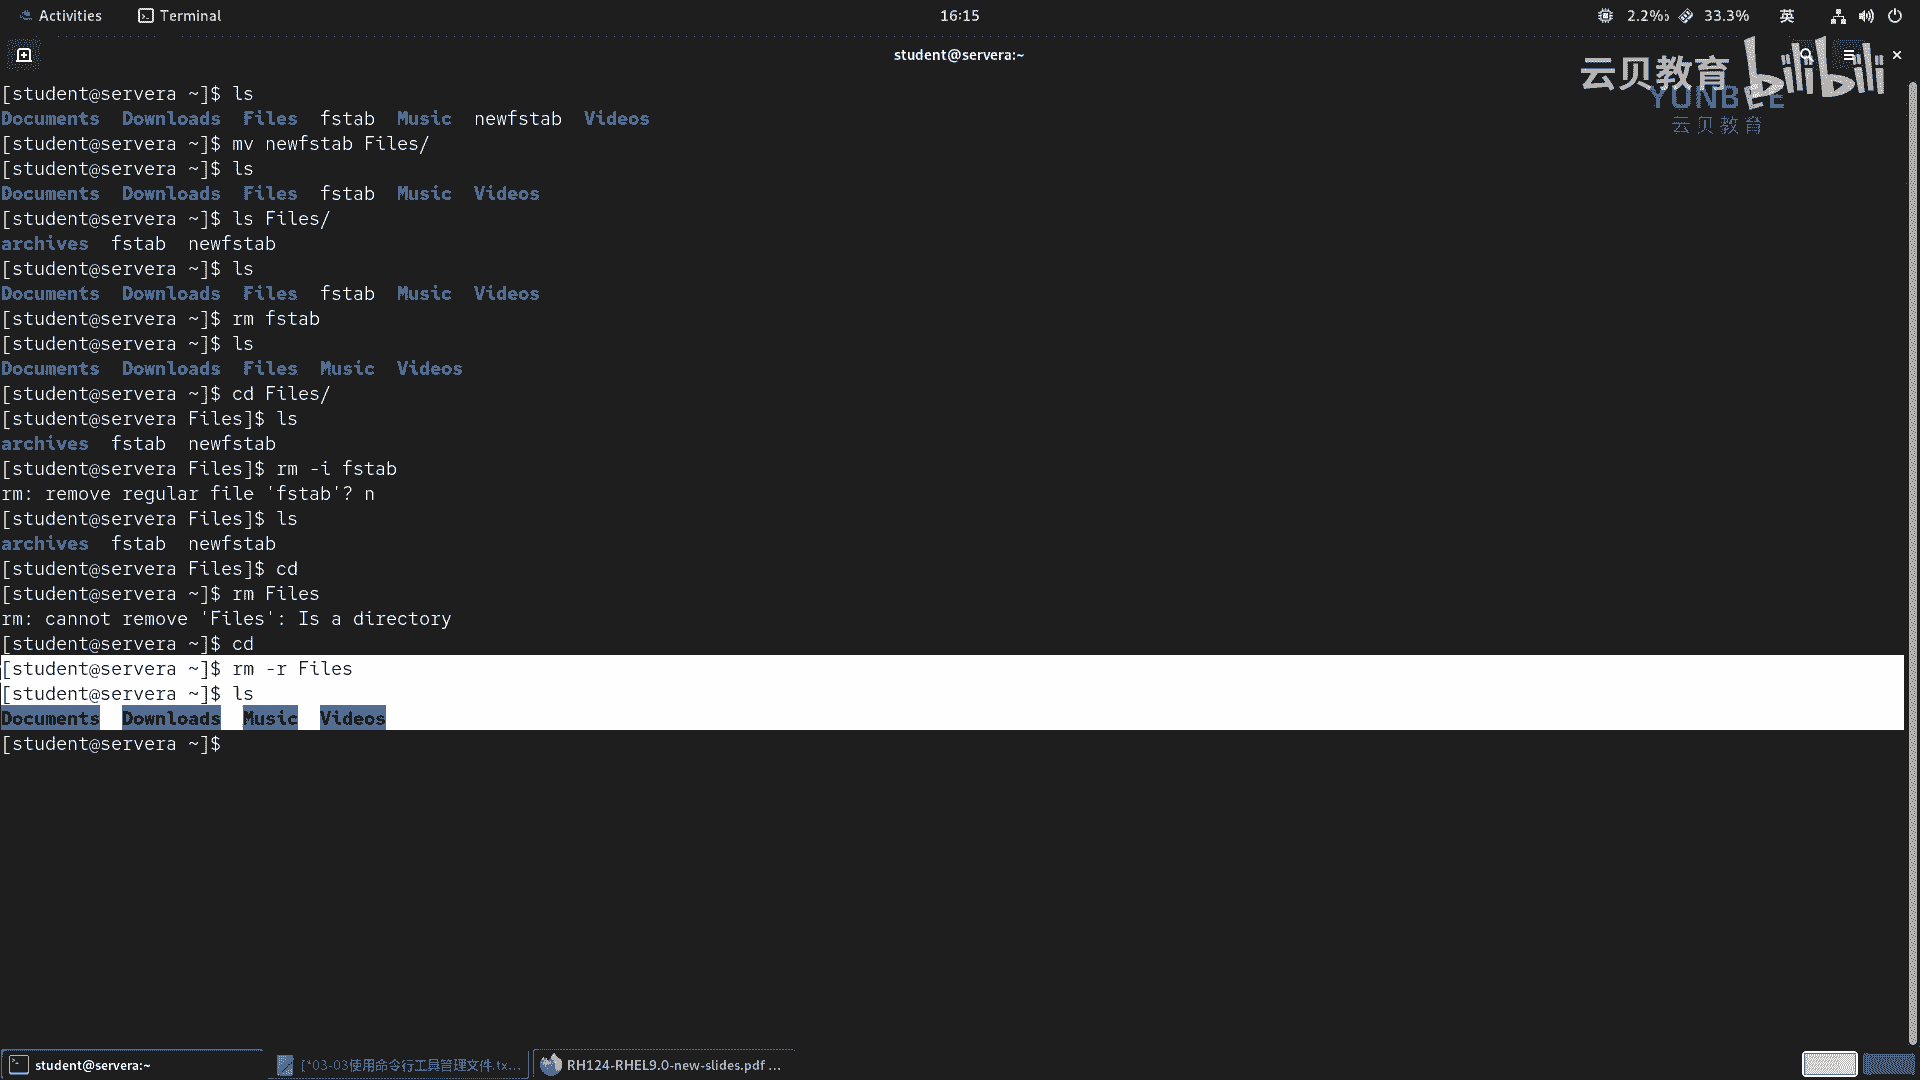 Activities Terminal 16:15 2.2% 33.3% 英
student@servera:~
云贝教育 bilibili
YUNBEE
云贝教育
[student@servera ~]$ ls
Documents  Downloads  Files  fstab  Music  newfstab  Videos
[student@servera ~]$ mv newfstab Files/
[student@servera ~]$ ls
Documents  Downloads  Files  fstab  Music  Videos
[student@servera ~]$ ls Files/
archives  fstab  newfstab
[student@servera ~]$ ls
Documents  Downloads  Files  fstab  Music  Videos
[student@servera ~]$ rm fstab
[student@servera ~]$ ls
Documents  Downloads  Files  Music  Videos
[student@servera ~]$ cd Files/
[student@servera Files]$ ls
archives  fstab  newfstab
[student@servera Files]$ rm -i fstab
rm: remove regular file 'fstab'? n
[student@servera Files]$ ls
archives  fstab  newfstab
[student@servera Files]$ cd
[student@servera ~]$ rm Files
rm: cannot remove 'Files': Is a directory
[student@servera ~]$ cd
[student@servera ~]$ rm -r Files
[student@servera ~]$ ls
Documents  Downloads  Music  Videos
[student@servera ~]$
student@servera:~ [*03-03使用命令行工具管理文件.tx... RH124-RHEL9.0-new-slides.pdf ...